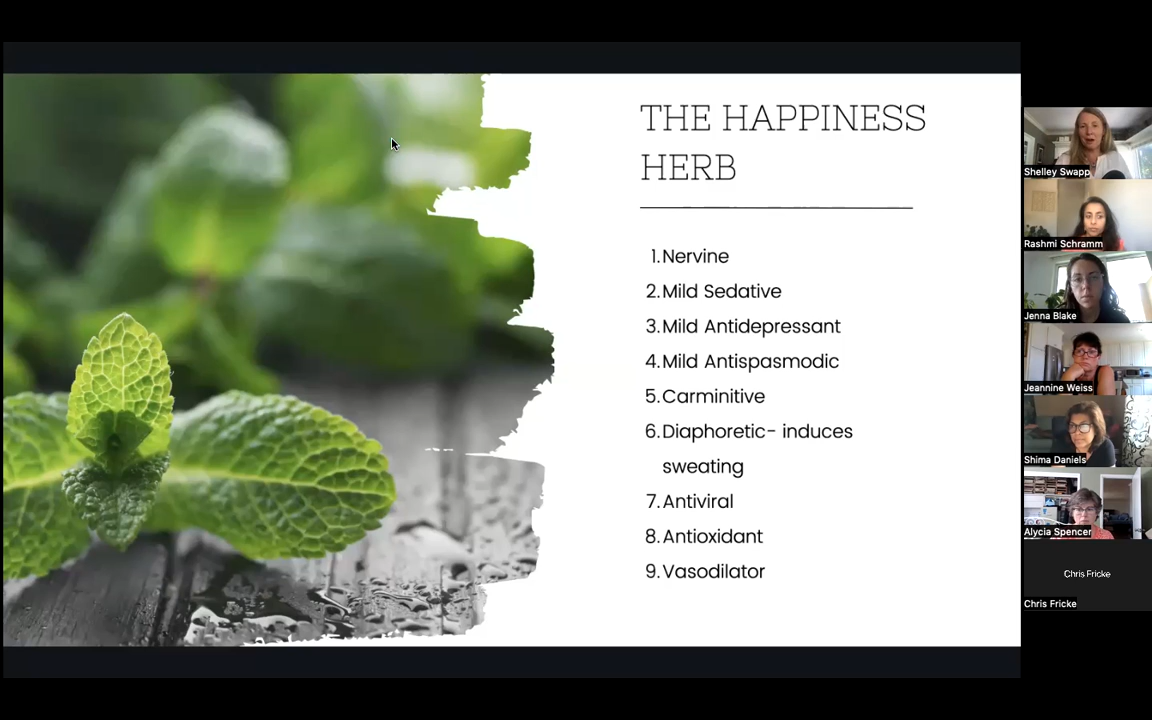 THE HAPPINESS
HERB
1. Nervine
2. Mild Sedative
3. Mild Antidepressant
4. Mild Antispasmodic
5. Carminitive
6. Diaphoretic- induces
sweating
7. Antiviral
8. Antioxidant
9. Vasodilator
Shelley Swapp
Rashmi Schramm
Jenna Blake
Jeannine Weiss
Shima Daniels
Alycia Spencer
Chris Fricke
Chris Fricke